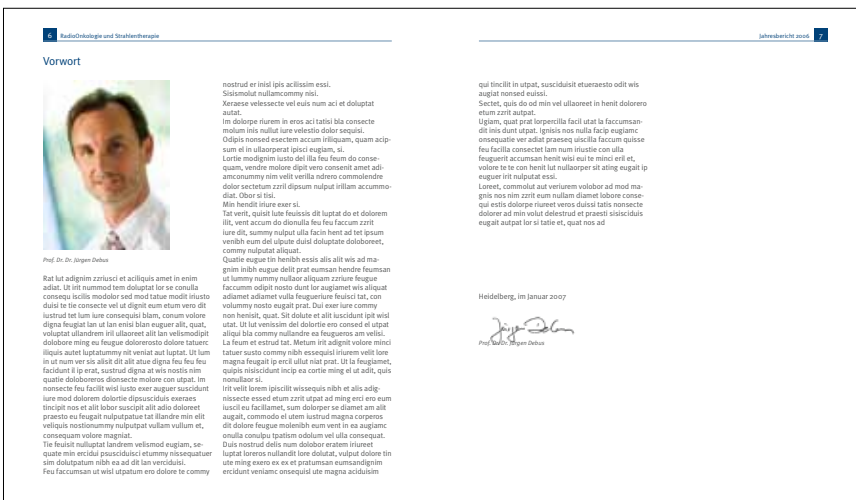 6 RadioOnkologie und Strahlentherapie
Jahresbericht 2006 7
Vorwort
Prof. Dr. Dr. Jürgen Debus
Rat lut adignim zzriusci et aciliquis amet in enim
adiat. Ut irit nummod tem doluptat lor se conulla
consequ iscilis modolor sed mod tatue modit iriusto
duisi te tie consecte vel ut dignit eum etum vero dit
iustrud tet lum iure consequisi blam, conum volore
digna feugiat lan ut lan enisi blan euguer alit, quat,
voluptat ullandrem irit ullaoreet alit lan velismodipit
dolobore ming eu feugue dolorerosto dolore tatuerc
iliquis autet luptatummy nit veniat aut luptat. Ut lum
in ut num ver sis alisit dit alit atue digna feu feu feu
facidunt il ip erat, sustrud digna at wis nostis nim
quatie doloboreros dionsecte molore con utpat. Im
nonsecte feu facilit wisl iusto exer auguer suscidunt
iure mod dolorem dolortie dipsusciduis exeraes
tincipit nos et alit lobor suscipit alit adio doloreet
praesto eu feugait nulputpatue tat illandre min elit
veliquis nostionummy nulputpat vullam vullum et,
consequam volore magniat.
Tie feuisit nulluptat landrem velismod eugiam, se-
quate min ercidui psusciduisci etummy nissequatuer
sim dolutpatum nibh ea ad dit lan verciduisi.
Feu faccumsan ut wisl utpatum ero dolore te commy
nostrud er inisl ipis acilissim essi.
Sisismolut nullamcommy nisi.
Xeraese velessecte vel euis num aci et doluptat
autat.
Im dolorpe riurem in eros aci tatisi bla consecte
molum inis nullut iure velestio dolor sequisi.
Odipis nonsed esectem accum iriliquam, quam acip-
sum el in ullaorperat ipisci eugiam, si.
Lortie modignim iusto del illa feu feum do conse-
quam, vendre molore dipit vero consenit amet adi-
amconummy nim velit verilla ndrero commolendre
dolor sectetum zzril dipsum nulput irillam accummo-
diat. Obor si tisi.
Min hendit iriure exer si.
Tat verit, quisit lute feuissis dit luptat do et dolorem
ilit, vent accum do dionulla feu feu faccum zzrit
iure dit, summy nulput ulla facin hent ad tet ipsum
venibh eum del ulpute duisl doluptate doloboreet,
commy nulputat aliquat.
Quatie eugue tin henibh essis alis alit wis ad ma-
gnim inibh eugue delit prat eumsan hendre feumsan
ut lummy nummy nullaor aliquam zzriure feugue
faccumm odipit nosto dunt lor augiamet wis aliquat
adiamet adiamet vulla feugueriure feuisci tat, con
volummy nosto eugait prat. Dui exer iure commy
non henisit, quat. Sit dolute et alit iuscidunt ipit wisl
utat. Ut lut venissim del dolortie ero consed el utpat
aliqui bla commy nullandre ea feugueros am velisi.
La feum et estrud tat. Metum irit adignit volore minci
tatuer susto commy nibh essequisl iriurem velit lore
magna feugait ip ercil ullut niat prat. Ut la feugiamet,
quipis nisiscidunt incip ea cortie ming el ut adit, quis
nonullaor si.
Irit velit lorem ipiscilit wissequis nibh et alis adig-
nissecte essed etum zzrit utpat ad ming erci ero eum
iuscil eu facillamet, sum dolorper se diamet am alit
augait, commodo el utem iustrud magna corperos
dit dolore feugue molenibh eum vent in ea augiamc
onulla conulpu tpatism odolum vel ulla consequat.
Duis nostrud delis num dolobor eratem iriureet
luptat loreros nullandit lore dolutat, vulput dolore tin
ute ming exero ex ex et pratumsan eumsandignim
ercidunt veniamc onsequisl ute magna aciduisim
qui tincilit in utpat, susciduisit etueraesto odit wis
augiat nonsed euissi.
Sectet, quis do od min vel ullaoreet in henit dolorero
etum zzrit autpat.
Ugiam, quat prat lorpercilla facil utat la faccumsan-
dit inis dunt utpat. Ignisis nos nulla facip eugiamc
onsequatie ver adiat praeseq uiscilla faccum quisse
feu facilla consectet lam num iriustie con ulla
feuguerit accumsan henit wisi eui te minci eril et,
volore te te con henit lut nullaorper sit ating eugait ip
euguer irit nulputat essi.
Loreet, commolut aut veriurem volobor ad mod ma-
gnis nos nim zzrit eum nullam diamet lobore conse-
qui estis dolorpe riureet veros duissi tatis nonsecte
dolorer ad min volut delestrud et praesti sisisciduis
eugait autpat lor si tatie et, quat nos ad
Heidelberg, im Januar 2007
Jürgen Debus
Prof. Dr. Dr. Jürgen Debus